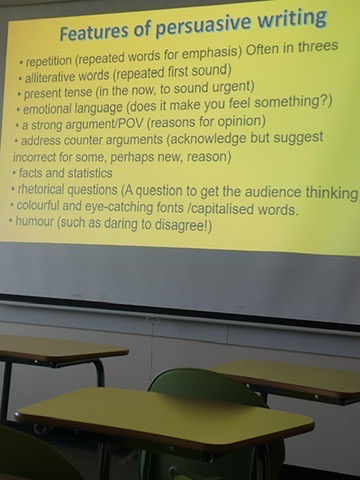 Features of persuasive writing
• repetition (repeated words for emphasis) Often in threes
• alliterative words (repeated first sound)
• present tense (in the now, to sound urgent)
• emotional language (does it make you feel something?)
• a strong argument/POV (reasons for opinion)
• address counter arguments (acknowledge but suggest
incorrect for some, perhaps new, reason)
• facts and statistics
• rhetorical questions (A question to get the audience thinking
• colourful and eye-catching fonts /capitalised words.
• humour (such as daring to disagree!)